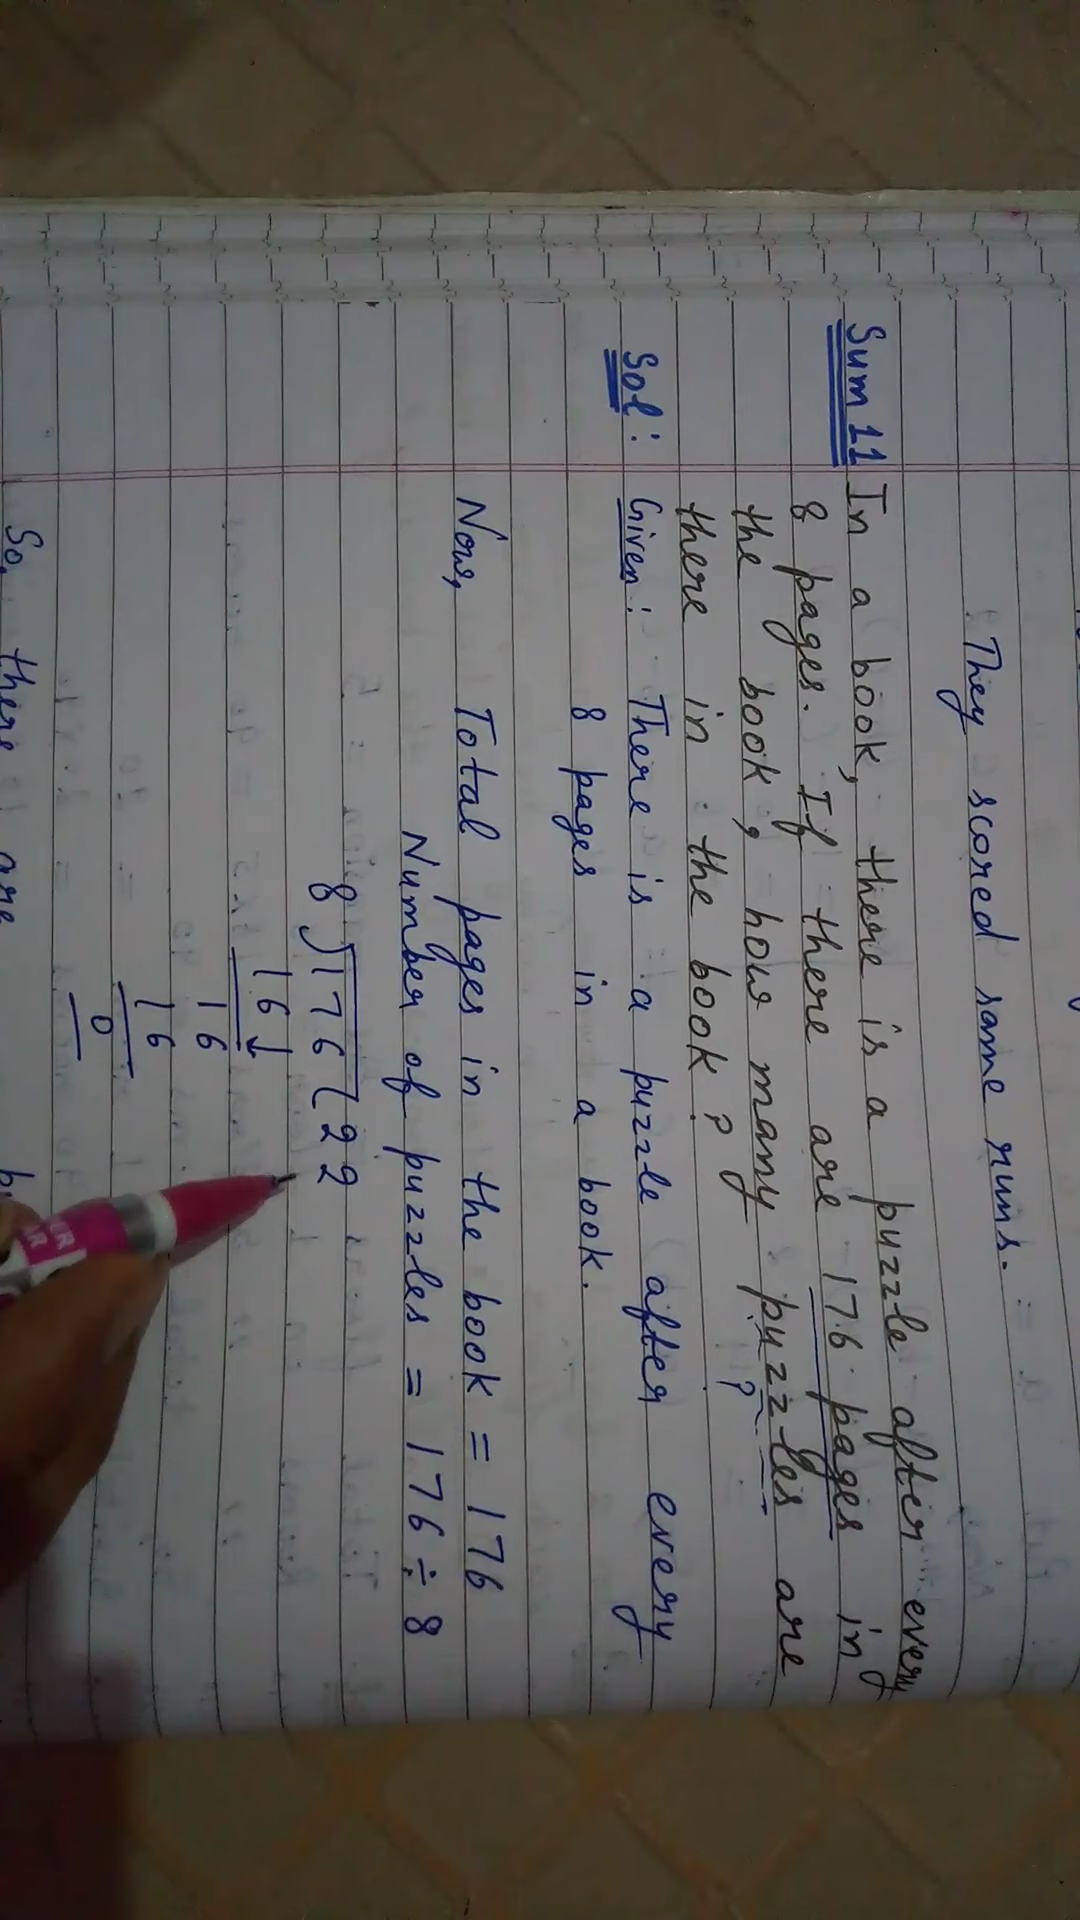 They scored same runs.
Sum 11 In a book, there is a puzzle after every
8 pages. If there are 176 pages in
the book, how many puzzles are
there in the book?
?
Sol: Given: There is a puzzle after every
8 pages in a book.
Now, Total pages in the book = 176
Number of puzzles = 176 ÷ 8
8)176(22
16↓
16
16
0
So, there are